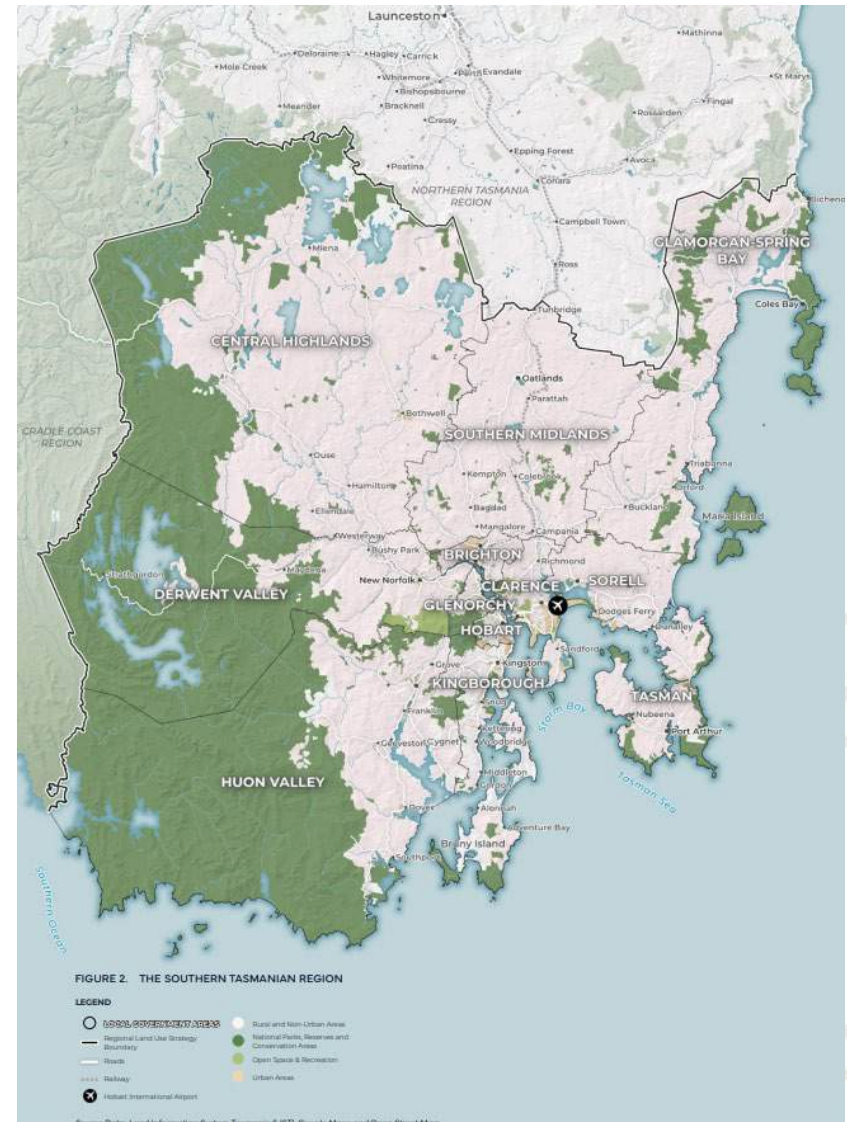 Launceston
Mathinna
Deloraine
Hagley
Carrick
Mole Creek
Perth
Evandale
Whitemore
Bishopsbourne
St Marys
Meander
Bracknell
Fingal
Cressy
Rossarden
Epping Forest
Avoca
Poatina
Conara
NORTHERN TASMANIA
REGION
Campbell Town
Bicheno
GLAMORGAN-SPRING
BAY
Miena
Ross
Coles Bay
Tunbridge
CENTRAL HIGHLANDS
Oatlands
Parattah
Bothwell
CRADLE COAST
REGION
SOUTHERN MIDLANDS
Ouse
Triabunna
Kempton
Colebrook
Hamilton
Orford
Bagdad
Buckland
Maria Island
Ellendale
Mangalore
Campania
Westerway
Bushy Park
BRIGHTON
Richmond
Strathgordon
Maydena
New Norfolk
CLARENCE
SORELL
DERWENT VALLEY
GLENORCHY
Dodges Ferry
HOBART
Dunalley
Sandford
Grove
Kingston
KINGBOROUGH
TASMAN
Snug
Franklin
Storm Bay
Nubeena
Kettering
Port Arthur
Geeveston
Cygnet
Woodbridge
HUON VALLEY
Middleton
Tasman Sea
Gordon
Dover
Alonnah
Adventure Bay
Bruny Island
Southport
Southern Ocean
FIGURE 2. THE SOUTHERN TASMANIAN REGION
LEGEND
LOCAL GOVERNMENT AREAS
Regional Land Use Strategy
Boundary
Roads
Railway
Hobart International Airport
Rural and Non-Urban Areas
National Parks, Reserves and
Conservation Areas
Open Space & Recreation
Urban Areas